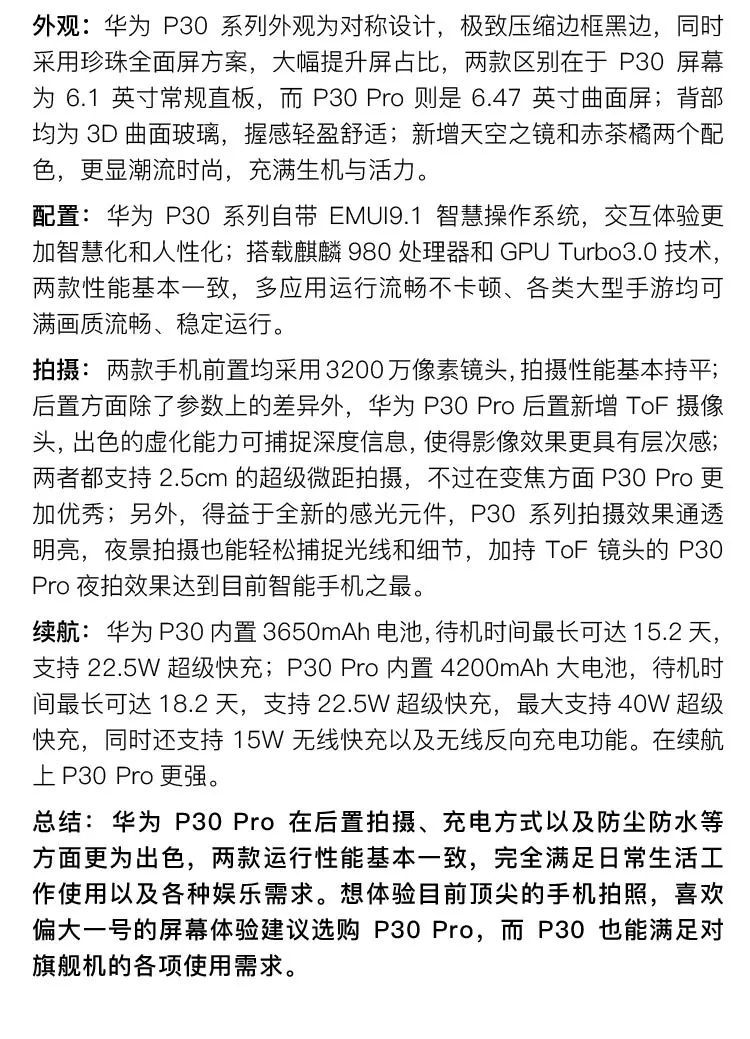 外观：华为 P30 系列外观为对称设计，极致压缩边框黑边，同时
采用珍珠全面屏方案，大幅提升屏占比，两款区别在于 P30 屏幕
为 6.1 英寸常规直板，而 P30 Pro 则是 6.47 英寸曲面屏；背部
均为 3D 曲面玻璃，握感轻盈舒适；新增天空之镜和赤茶橘两个配
色，更显潮流时尚，充满生机与活力。
配置：华为 P30 系列自带 EMUI9.1 智慧操作系统，交互体验更
加智慧化和人性化；搭载麒麟 980 处理器和 GPU Turbo3.0 技术，
两款性能基本一致，多应用运行流畅不卡顿、各类大型手游均可
满画质流畅、稳定运行。
拍摄：两款手机前置均采用3200万像素镜头，拍摄性能基本持平；
后置方面除了参数上的差异外，华为 P30 Pro 后置新增 ToF 摄像
头，出色的虚化能力可捕捉深度信息，使得影像效果更具有层次感；
两者都支持 2.5cm 的超级微距拍摄，不过在变焦方面 P30 Pro 更
加优秀；另外，得益于全新的感光元件，P30 系列拍摄效果通透
明亮，夜景拍摄也能轻松捕捉光线和细节，加持 ToF 镜头的 P30
Pro 夜拍效果达到目前智能手机之最。
续航：华为 P30 内置 3650mAh 电池，待机时间最长可达 15.2 天，
支持 22.5W 超级快充；P30 Pro 内置 4200mAh 大电池，待机时
间最长可达 18.2 天，支持 22.5W 超级快充，最大支持 40W 超级
快充，同时还支持 15W 无线快充以及无线反向充电功能。在续航
上 P30 Pro 更强。
总结：华为 P30 Pro 在后置拍摄、充电方式以及防尘防水等
方面更为出色，两款运行性能基本一致，完全满足日常生活工
作使用以及各种娱乐需求。想体验目前顶尖的手机拍照，喜欢
偏大一号的屏幕体验建议选购 P30 Pro，而 P30 也能满足对
旗舰机的各项使用需求。